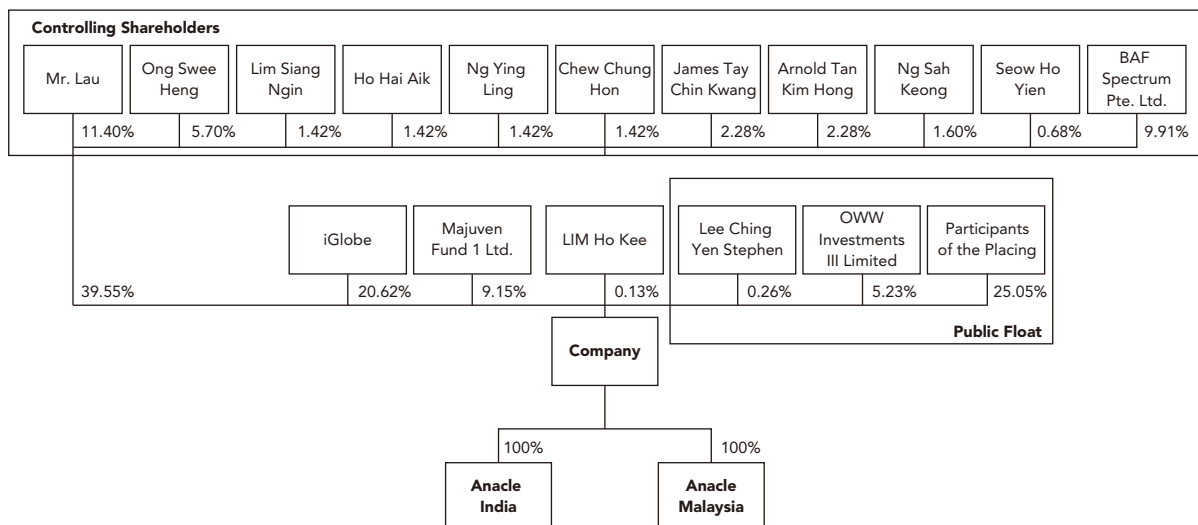 Controlling Shareholders
Mr. Lau
Ong Swee
Heng
Lim Siang
Ngin
Ho Hai Aik
Ng Ying
Ling
Chew Chung
Hon
James Tay
Chin Kwang
Arnold Tan
Kim Hong
Ng Sah
Keong
Seow Ho
Yien
BAF
Spectrum
Pte. Ltd.
11.40%
5.70%
1.42%
1.42%
1.42%
1.42%
2.28%
2.28%
1.60%
0.68%
9.91%
iGlobe
Majuven
Fund 1 Ltd.
LIM Ho Kee
Lee Ching
Yen Stephen
OWW
Investments
III Limited
Participants
of the Placing
39.55%
20.62%
9.15%
0.13%
0.26%
5.23%
25.05%
Public Float
Company
100%
100%
Anacle
India
Anacle
Malaysia